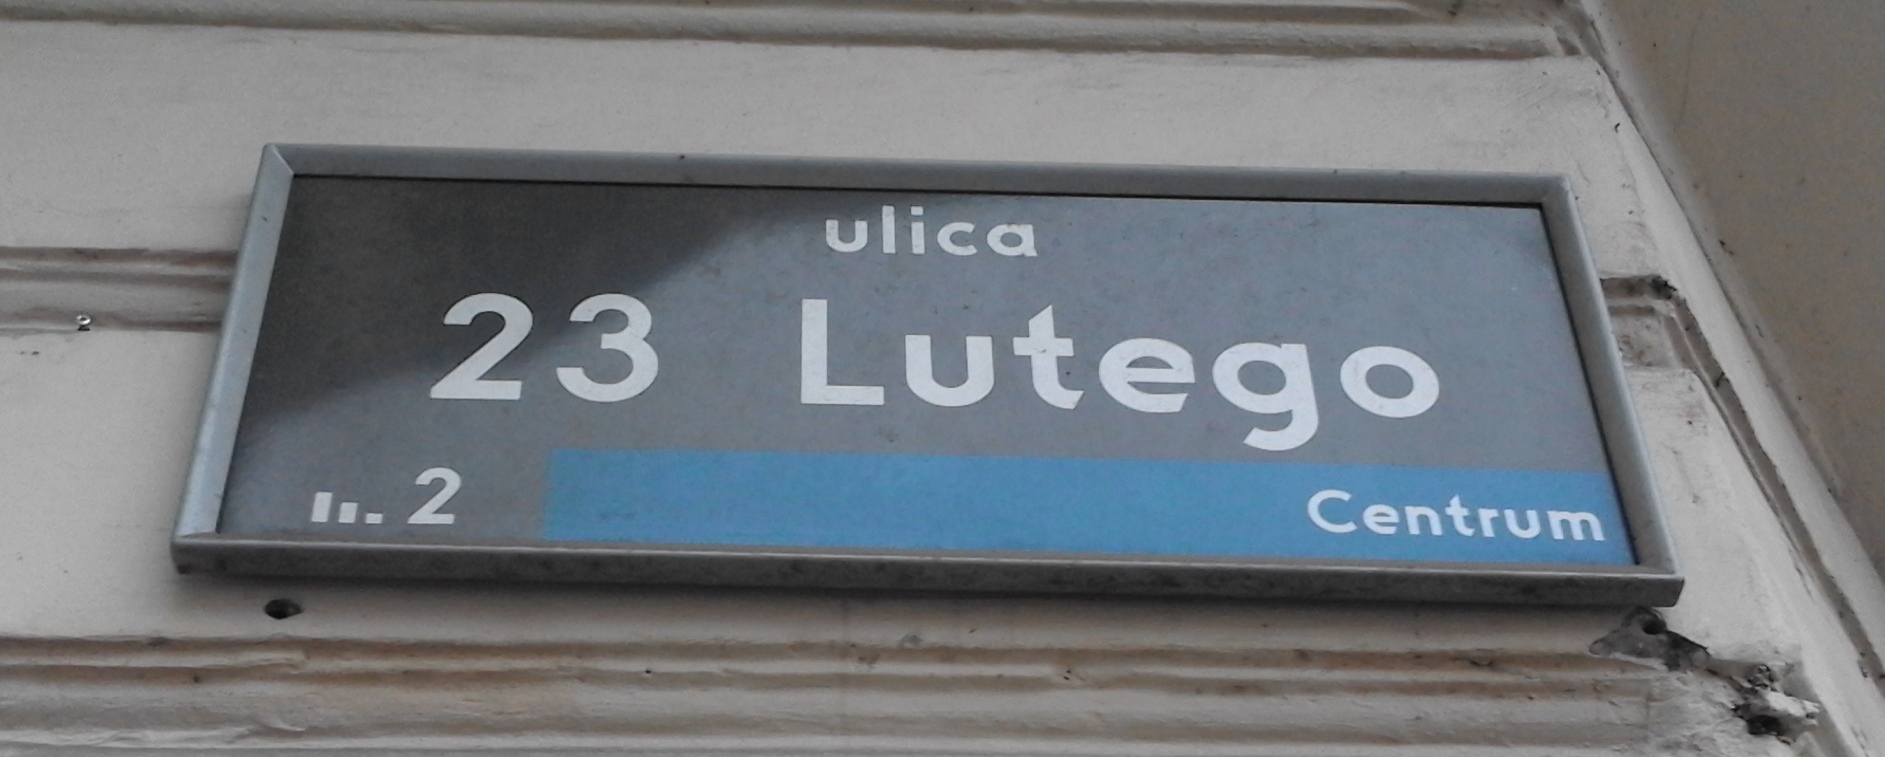 ulica
23 Lutego
2
Centrum